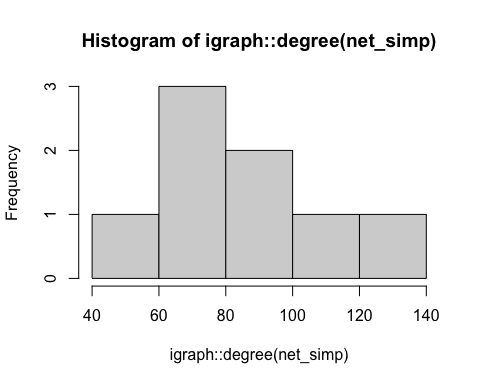 Histogram of igraph::degree(net_simp)
Frequency
3
2
1
0
40 60 80 100 120 140
igraph::degree(net_simp)